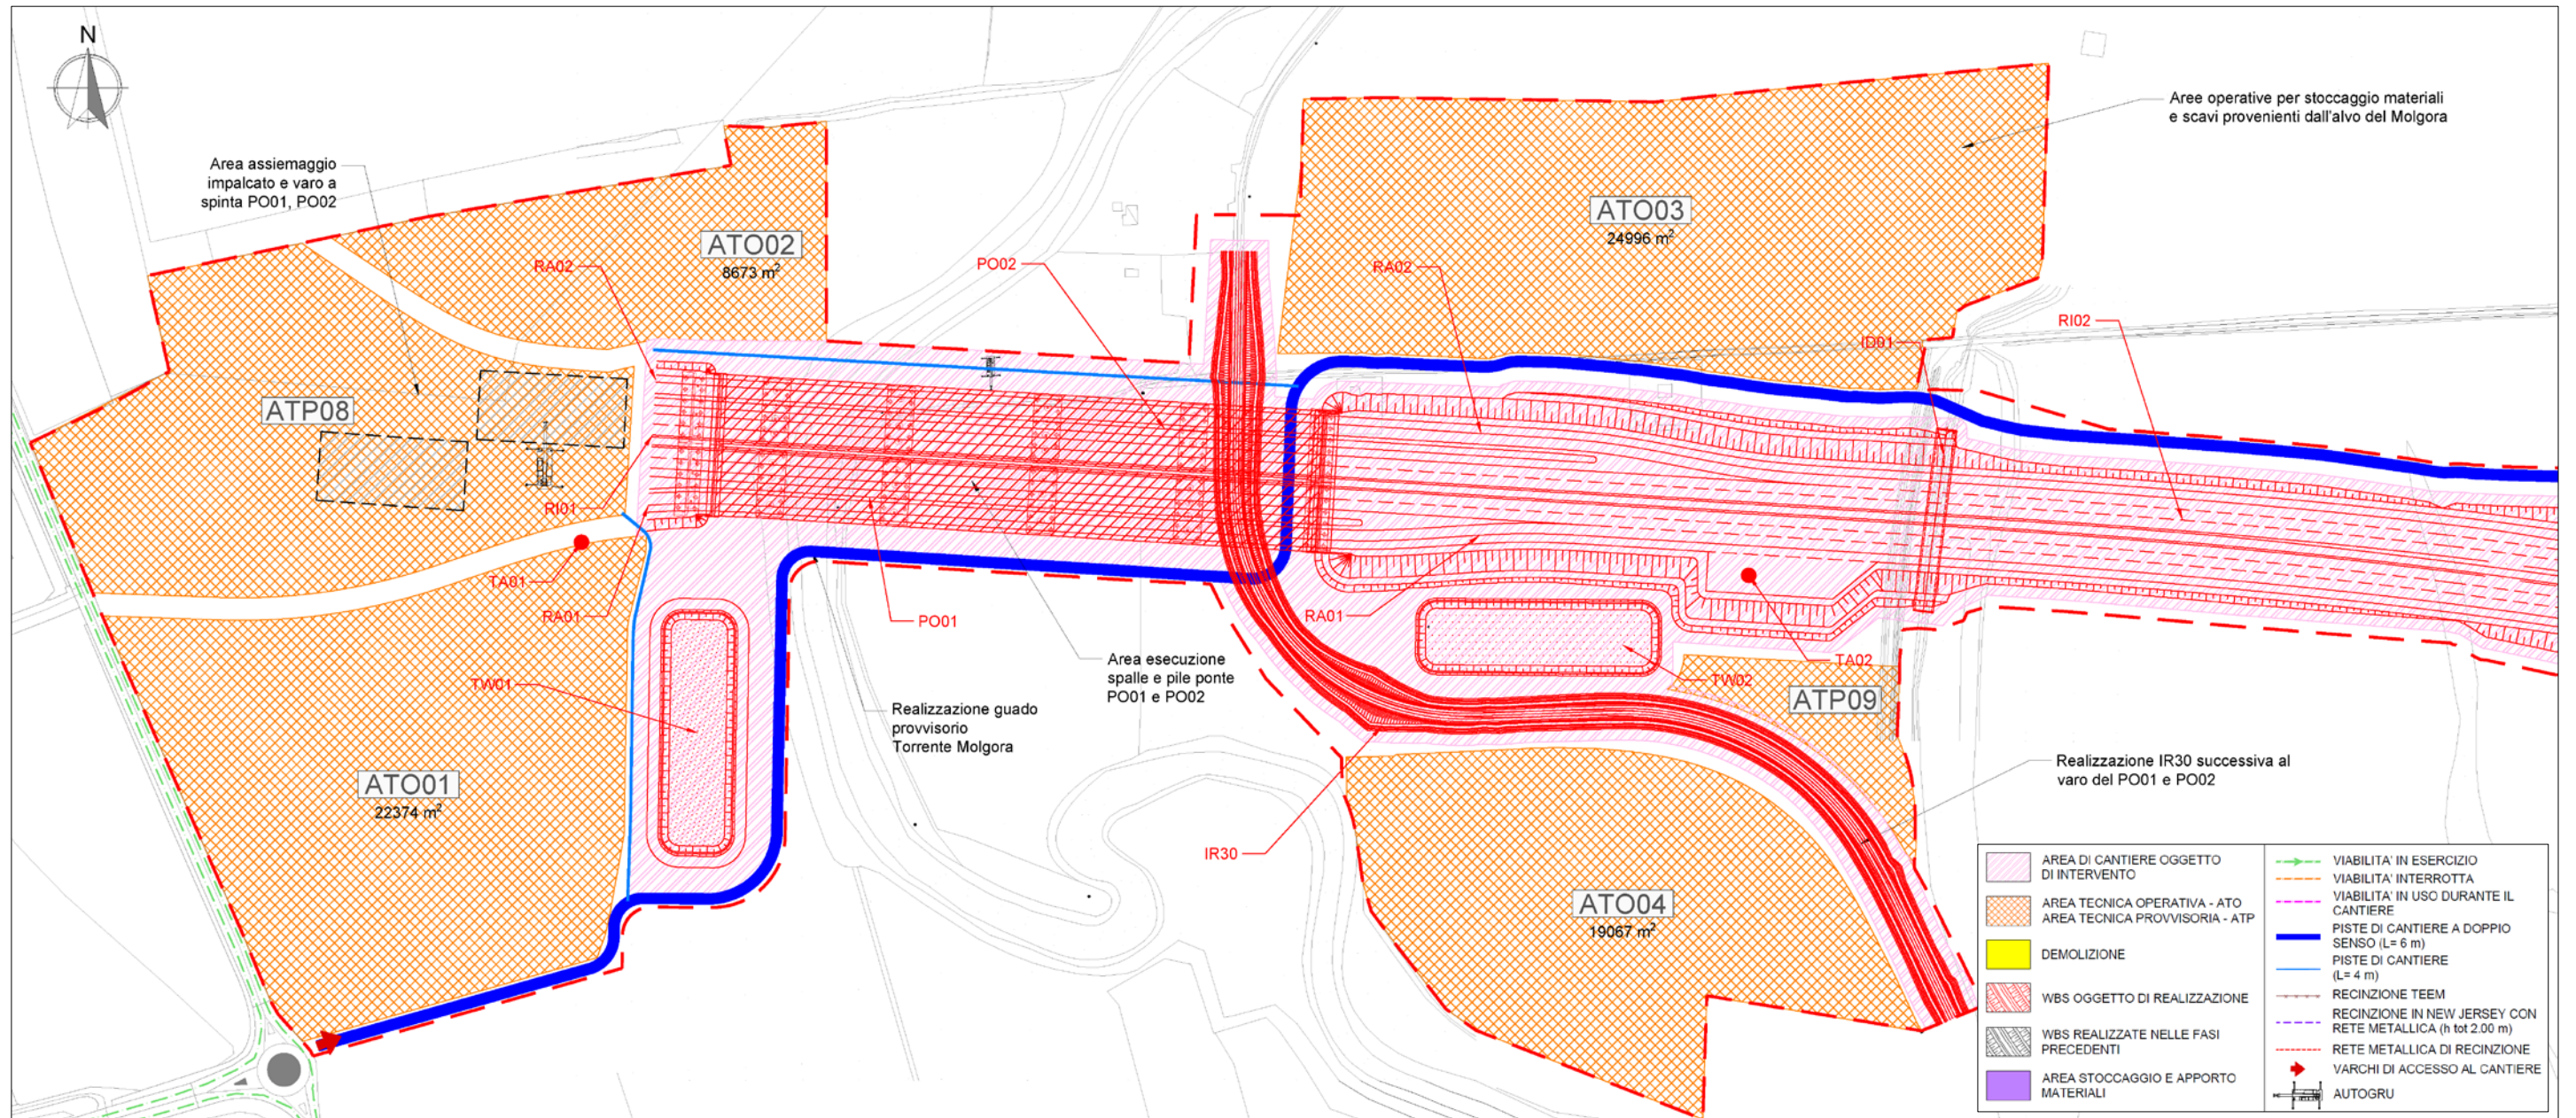 N
Area assiemaggio
impalcato e varo a
spinta PO01, PO02
Aree operative per stoccaggio materiali
e scavi provenienti dall'alvo del Molgora
ATO02
8673 m²
ATO03
24996 m²
RA02
PO02
RA02
RI02
ID01
ATP08
RI01
TA01
RA01
PO01
RA01
TA02
TW01
TW02
ATP09
Area esecuzione
spalle e pile ponte
PO01 e PO02
Realizzazione guado
provvisorio
Torrente Molgora
ATO01
22374 m²
Realizzazione IR30 successiva al
varo del PO01 e PO02
IR30
ATO04
19067 m²
AREA DI CANTIERE OGGETTO
DI INTERVENTO
AREA TECNICA OPERATIVA - ATO
AREA TECNICA PROVVISORIA - ATP
DEMOLIZIONE
WBS OGGETTO DI REALIZZAZIONE
WBS REALIZZATE NELLE FASI
PRECEDENTI
AREA STOCCAGGIO E APPORTO
MATERIALI
VIABILITA' IN ESERCIZIO
VIABILITA' INTERROTTA
VIABILITA' IN USO DURANTE IL
CANTIERE
PISTE DI CANTIERE A DOPPIO
SENSO (L= 6 m)
PISTE DI CANTIERE
(L= 4 m)
RECINZIONE TEEM
RECINZIONE IN NEW JERSEY CON
RETE METALLICA (h tot 2.00 m)
RETE METALLICA DI RECINZIONE
VARCHI DI ACCESSO AL CANTIERE
AUTOGRU